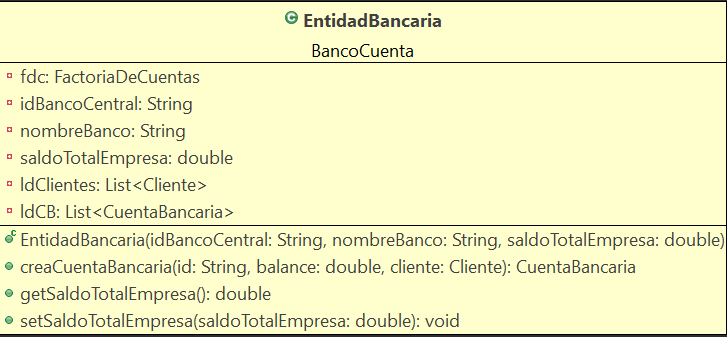 EntidadBancaria
BancoCuenta
fdc: FactoriaDeCuentas
idBancoCentral: String
nombreBanco: String
saldoTotalEmpresa: double
ldClientes: List<Cliente>
ldCB: List<CuentaBancaria>
EntidadBancaria(idBancoCentral: String, nombreBanco: String, saldoTotalEmpresa: double)
creaCuentaBancaria(id: String, balance: double, cliente: Cliente): CuentaBancaria
getSaldoTotalEmpresa(): double
setSaldoTotalEmpresa(saldoTotalEmpresa: double): void